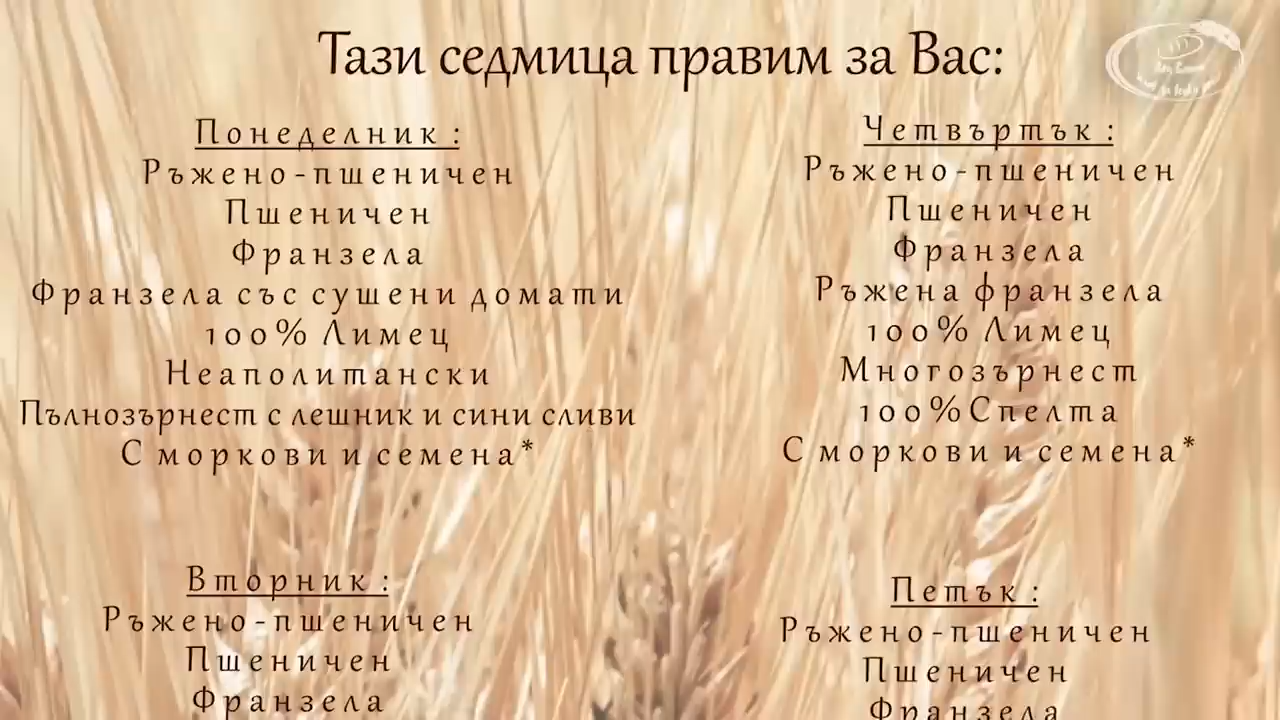 Тази седмица правим за Вас:
Понеделник :
Ръжено-пшеничен
Пшеничен
Франзела
Франзела със сушени домати
100% Лимец
Неаполитански
Пълнозърнест с лешник и сини сливи
С моркови и семена*
Вторник :
Ръжено-пшеничен
Пшеничен
Франзела
Четвъртък :
Ръжено-пшеничен
Пшеничен
Франзела
Ръжена франзела
100% Лимец
Многозърнест
100%Спелта
С моркови и семена*
Петък :
Ръжено-пшеничен
Пшеничен
Франзела